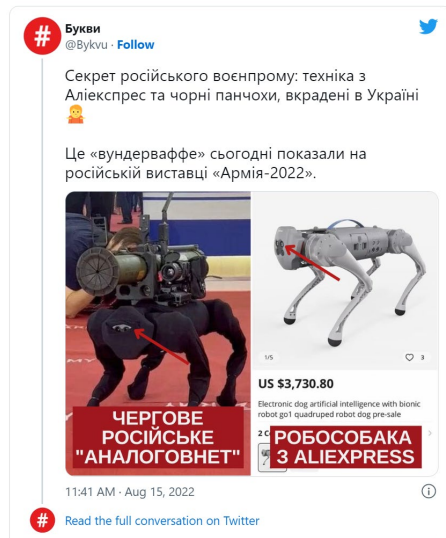 #
Букви
@Bykvu · Follow
Секрет російського воєнпрому: техніка з
Аліекспрес та чорні панчохи, вкрадені в Україні
Це «вундерваффе» сьогодні показали на
російській виставці «Армія-2022».
1/5
3
US $3,730.80
Electronic dog artificial intelligence with bionic
robot go1 quadruped robot dog pre-sale
ЧЕРГОВЕ
РОСІЙСЬКЕ
"АНАЛОГОВНЕТ"
РОБОСОБАКА
З ALIEXPRESS
11:41 AM · Aug 15, 2022
#
Read the full conversation on Twitter